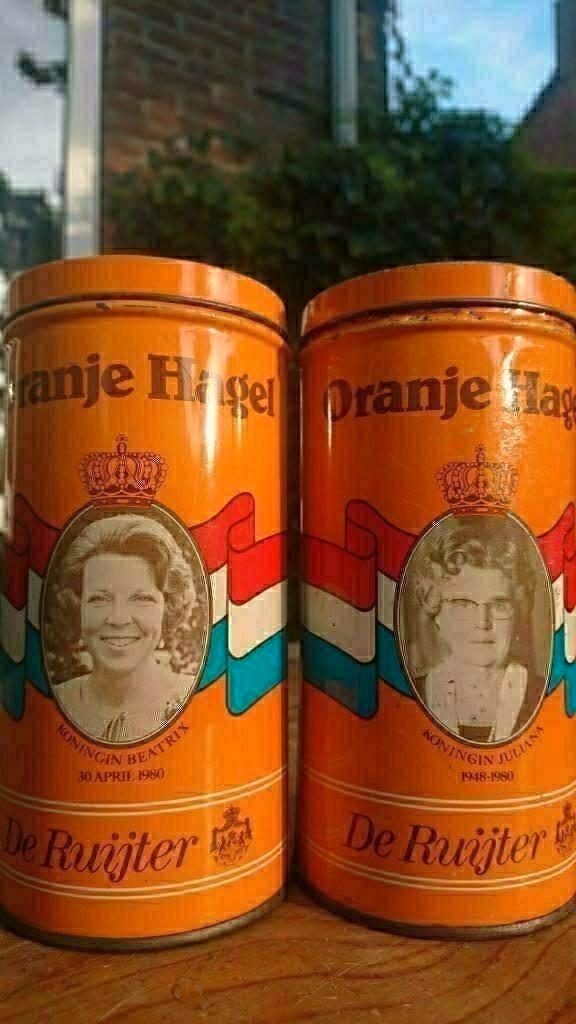 ranje Hagel
KONINGIN BEATRIX
30 APRIL 1980
De Ruijter
Oranje Hage
KONINGIN JULIANA
1948-1980
De Ruijter